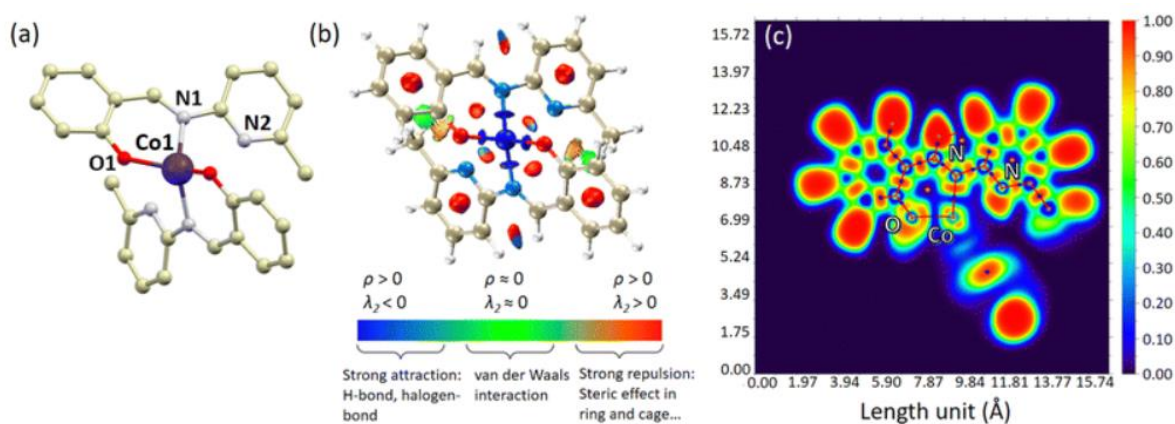 (a)
N1
N2
Co1
O1
(b)
ρ > 0 ρ ≈ 0 ρ > 0
λ2 < 0 λ2 ≈ 0 λ2 > 0
Strong attraction: van der Waals Strong repulsion:
H-bond, halogen- interaction Steric effect in
bond ring and cage...
(c)
15.72
13.97
12.23
10.48
8.73
6.99
5.24
3.49
1.75
0.00
N
N
O
Co
0.00 1.97 3.94 5.90 7.87 9.84 11.81 13.77 15.74
Length unit (Å)
1.00
0.90
0.80
0.70
0.60
0.50
0.40
0.30
0.20
0.10
0.00